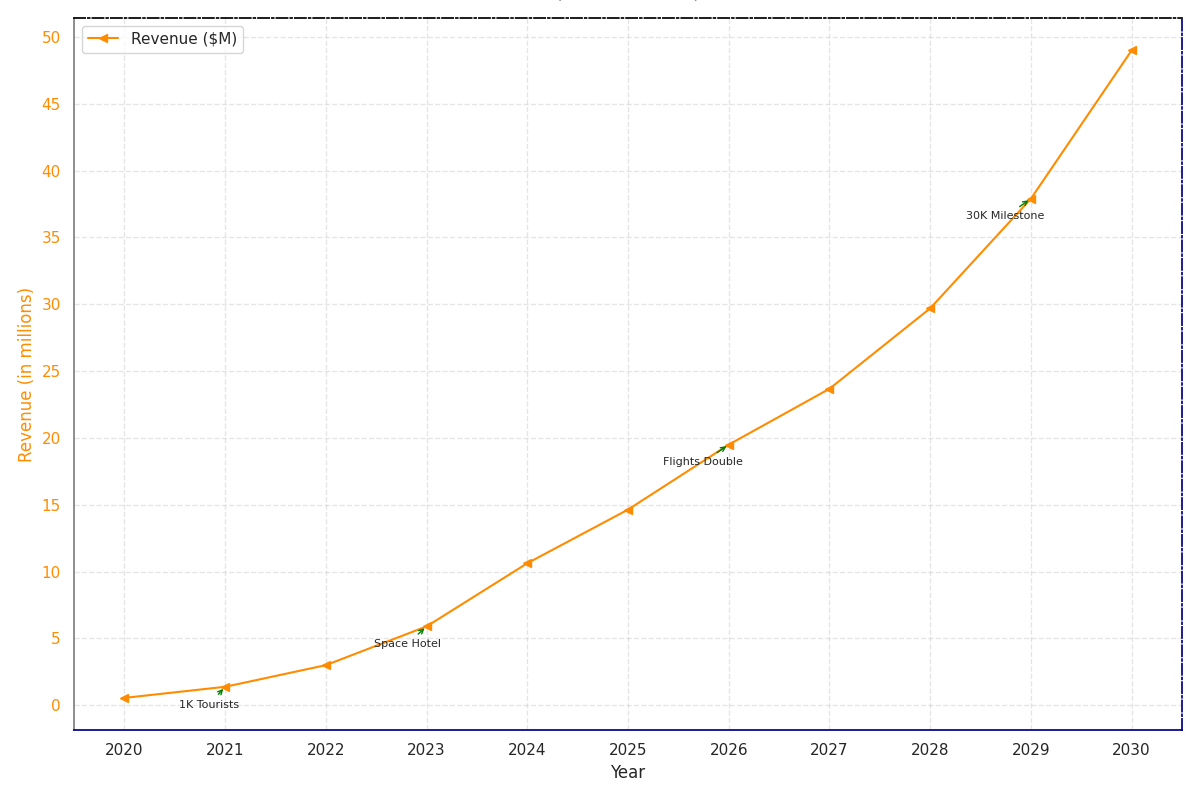 Revenue ($M)
50
45
40
35
30
25
20
15
10
5
0
Revenue (in millions)
30K Milestone
Flights Double
Space Hotel
1K Tourists
2020 2021 2022 2023 2024 2025 2026 2027 2028 2029 2030
Year